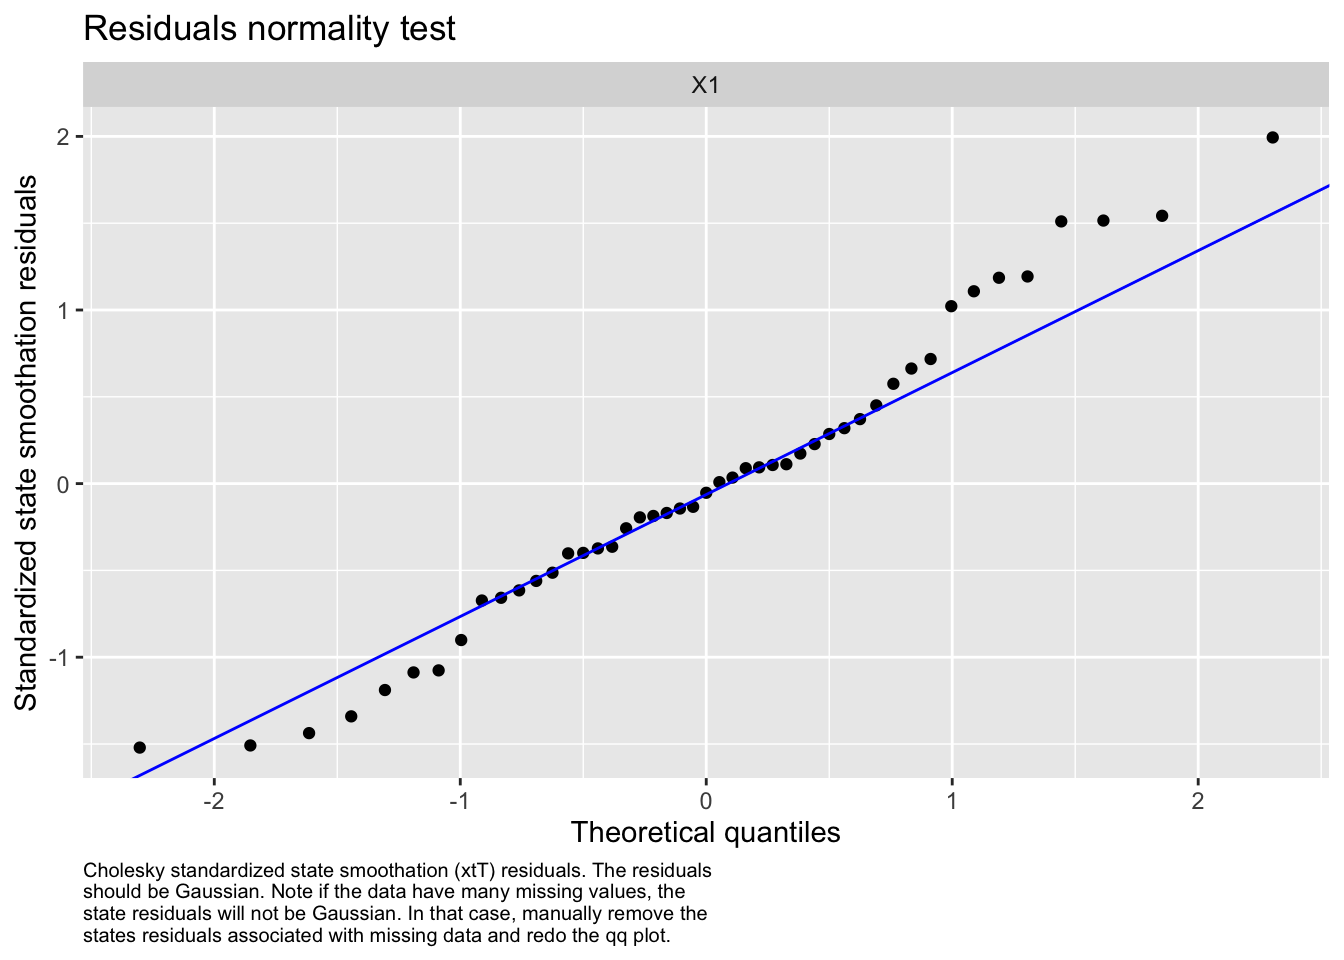 Residuals normality test
X1
Standardized state smoothation residuals
2
1
0
-1
-2
-1
0
1
2
Theoretical quantiles
Cholesky standardized state smoothation (xtT) residuals. The residuals
should be Gaussian. Note if the data have many missing values, the
state residuals will not be Gaussian. In that case, manually remove the
states residuals associated with missing data and redo the qq plot.